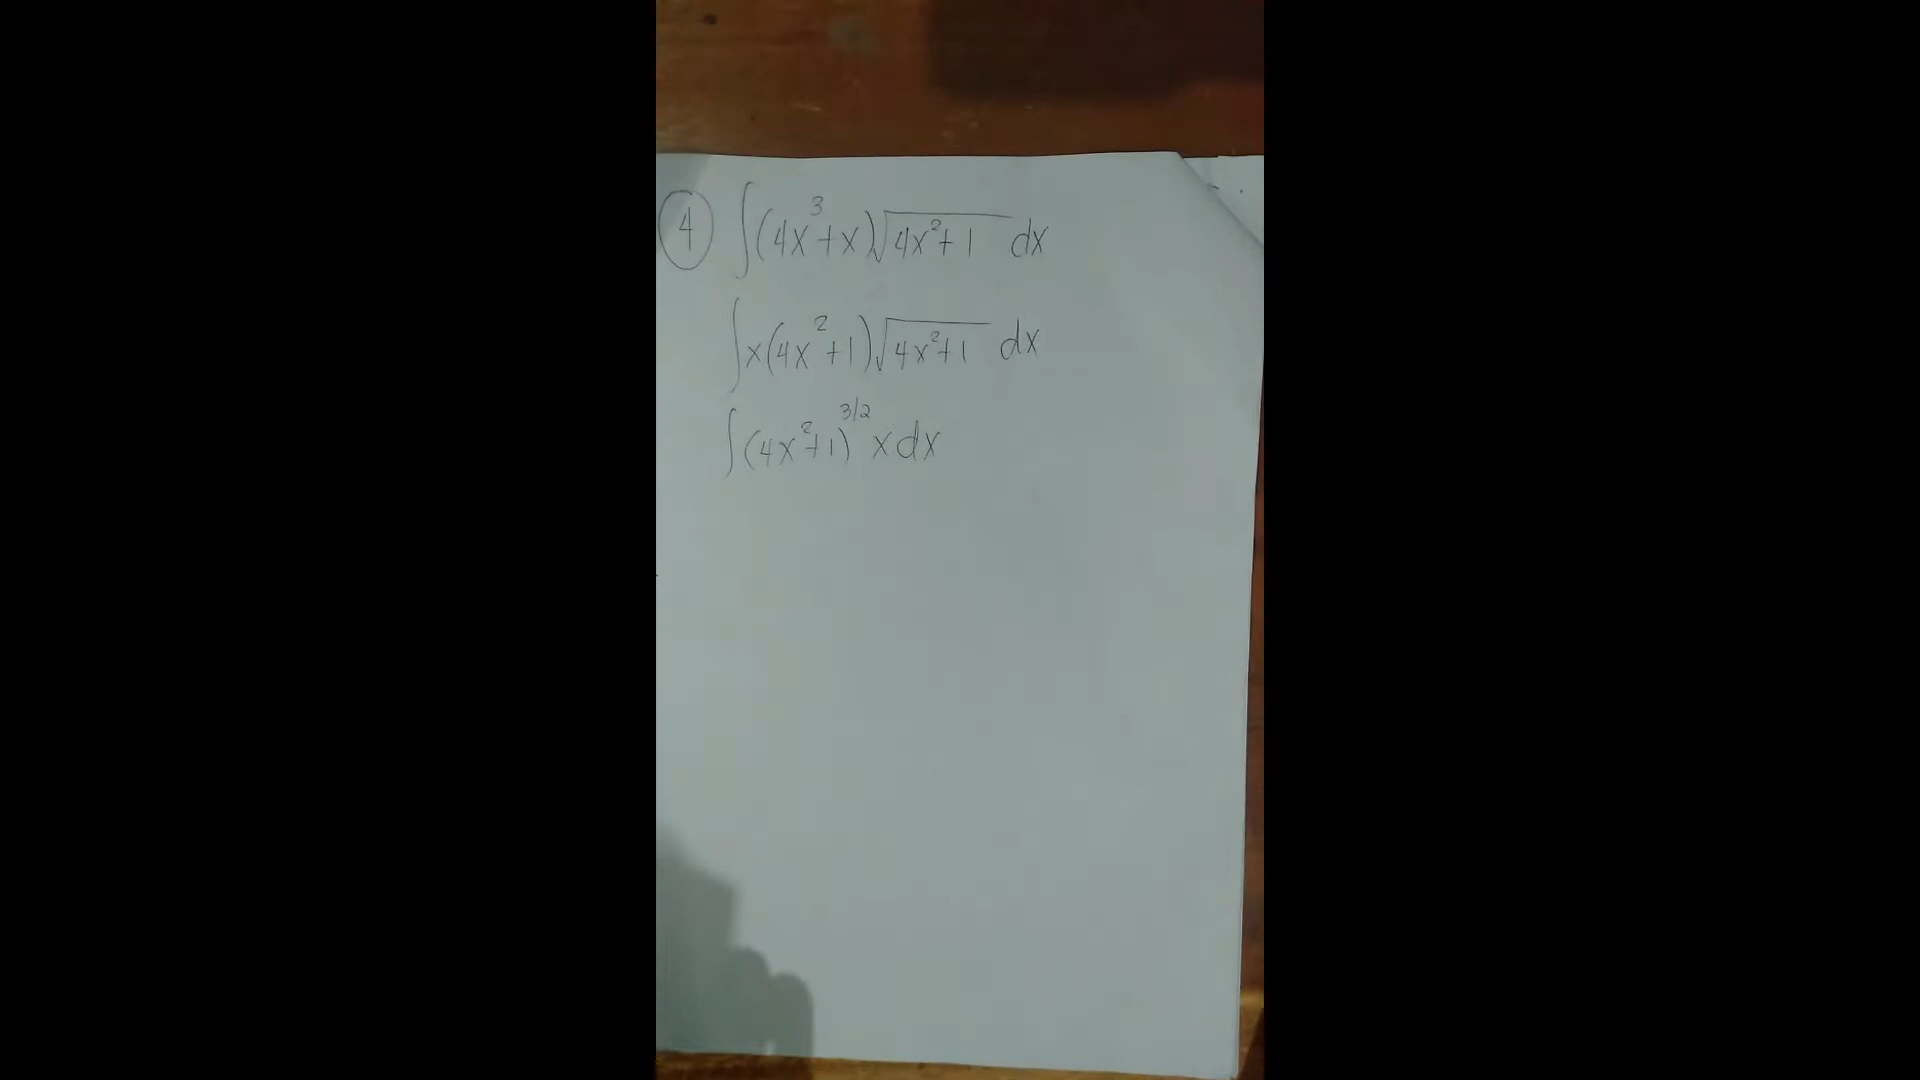 ④ ∫(4x³+x)√(4x²+1) dx
∫x(4x²+1)√(4x²+1) dx
∫(4x²+1)^(3/2) x dx